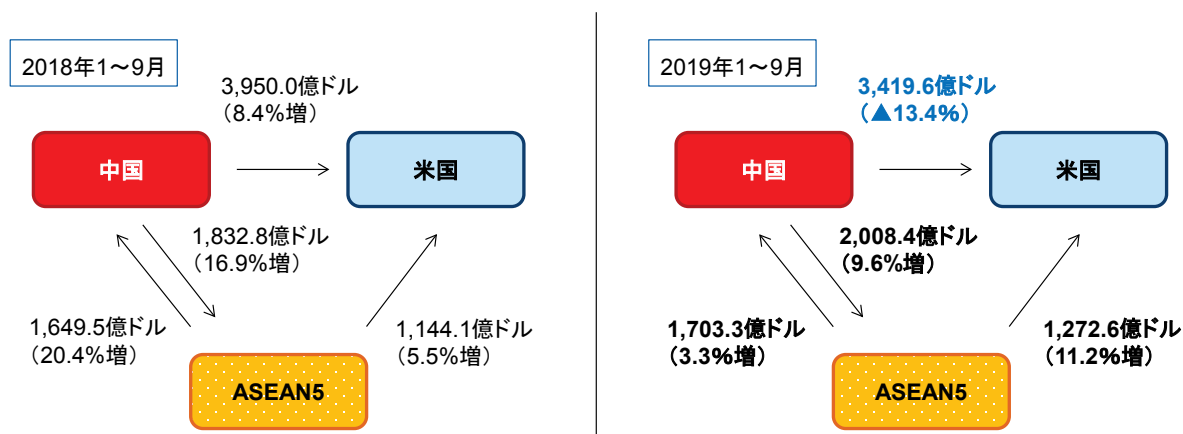 2018年1～9月
3,950.0億ドル
（8.4%増）
中国
米国
1,832.8億ドル
（16.9%増）
1,649.5億ドル
（20.4%増）
1,144.1億ドル
（5.5%増）
ASEAN5
2019年1～9月
3,419.6億ドル
（▲13.4%）
中国
米国
2,008.4億ドル
（9.6%増）
1,703.3億ドル
（3.3%増）
1,272.6億ドル
（11.2%増）
ASEAN5